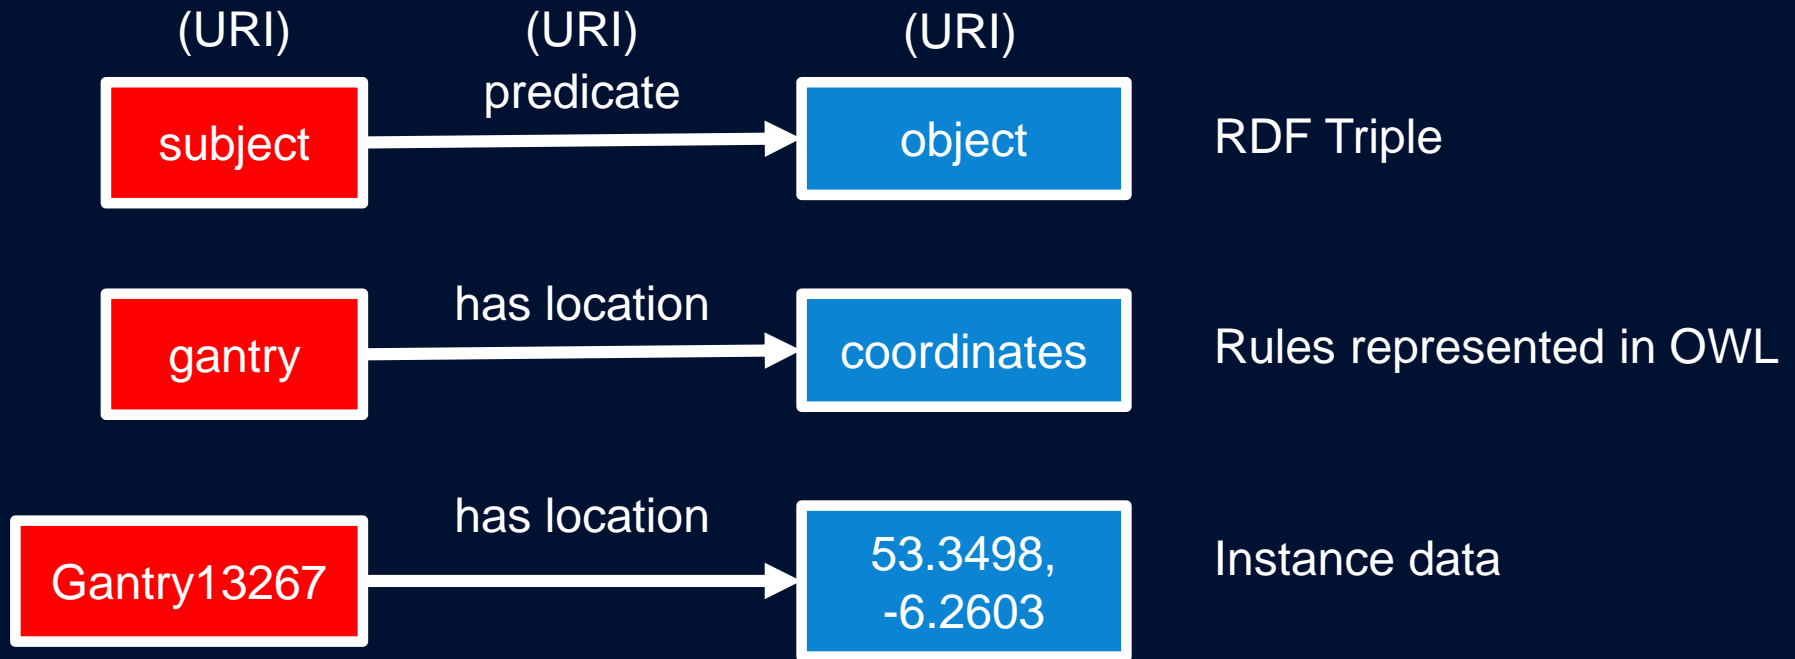 (URI)
(URI)
(URI)
predicate
subject
object
RDF Triple
has location
gantry
coordinates
Rules represented in OWL
has location
Gantry13267
53.3498,
-6.2603
Instance data